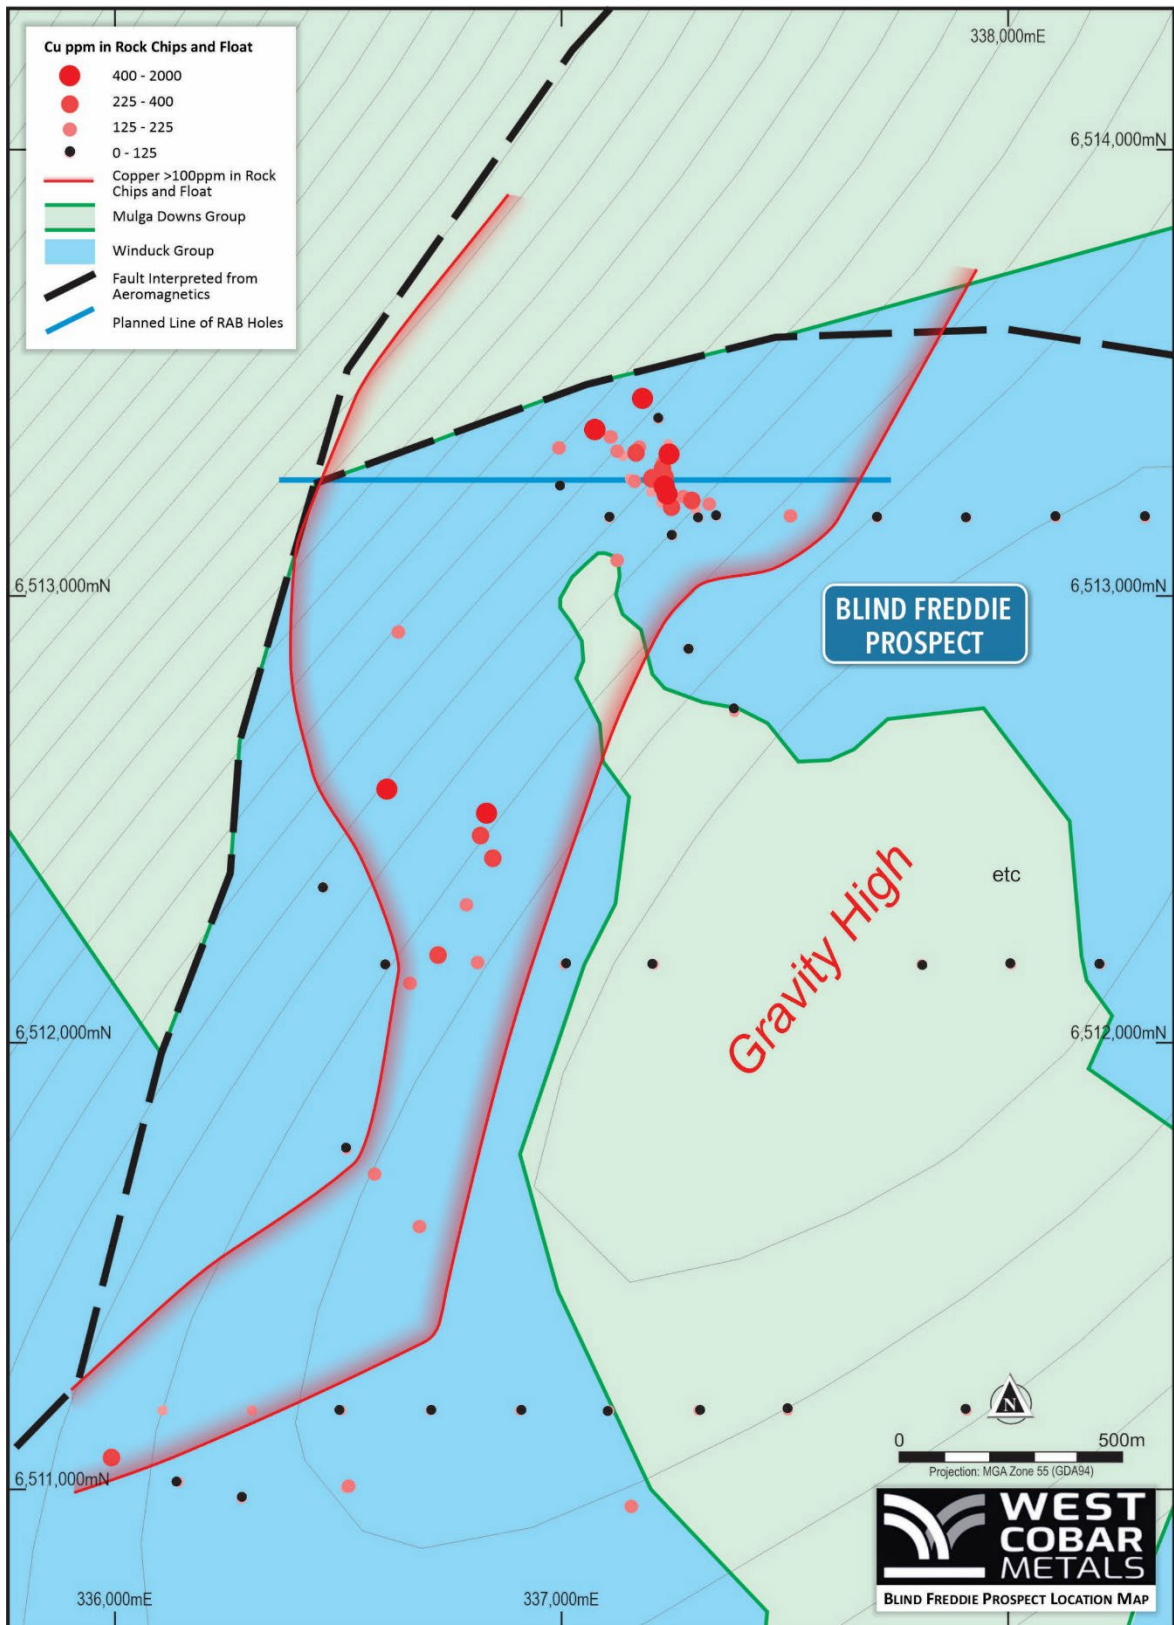 338,000mE
Cu ppm in Rock Chips and Float
400 - 2000
225 - 400
125 - 225
0 - 125
Copper >100ppm in Rock
Chips and Float
Mulga Downs Group
Winduck Group
Fault Interpreted from
Aeromagnetics
Planned Line of RAB Holes
6,514,000mN
6,513,000mN
6,513,000mN
BLIND FREDDIE
PROSPECT
etc
Gravity High
6,512,000mN
6,512,000mN
N
0 500m
Projection: MGA Zone 55 (GDA94)
6,511,000mN
WEST
COBAR
METALS
BLIND FREDDIE PROSPECT LOCATION MAP
336,000mE
337,000mE